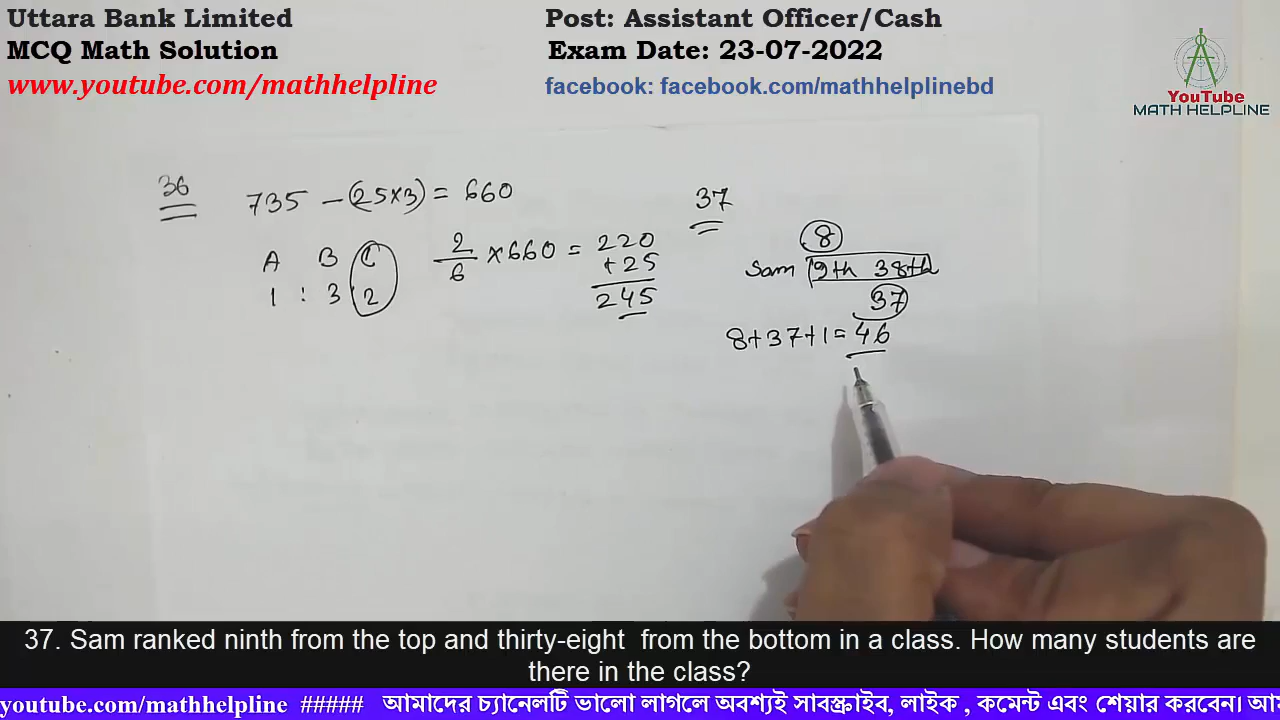 Uttara Bank Limited
Post: Assistant Officer/Cash
MCQ Math Solution
Exam Date: 23-07-2022
www.youtube.com/mathhelpline
facebook: facebook.com/mathhelplinebd
YouTube
MATH HELPLINE
36
735 - (25×3) = 660
A B C
1 : 3 2
2/6 × 660 = 220
+ 25
245
37
8
Sam 9th 38th
37
8+37+1= 46
37. Sam ranked ninth from the top and thirty-eight from the bottom in a class. How many students are
there in the class?
youtube.com/mathhelpline ##### আমাদের চ্যানেলটি ভালো লাগলে অবশ্যই সাবস্ক্রাইব, লাইক , কমেন্ট এবং শেয়ার করবেন। আ